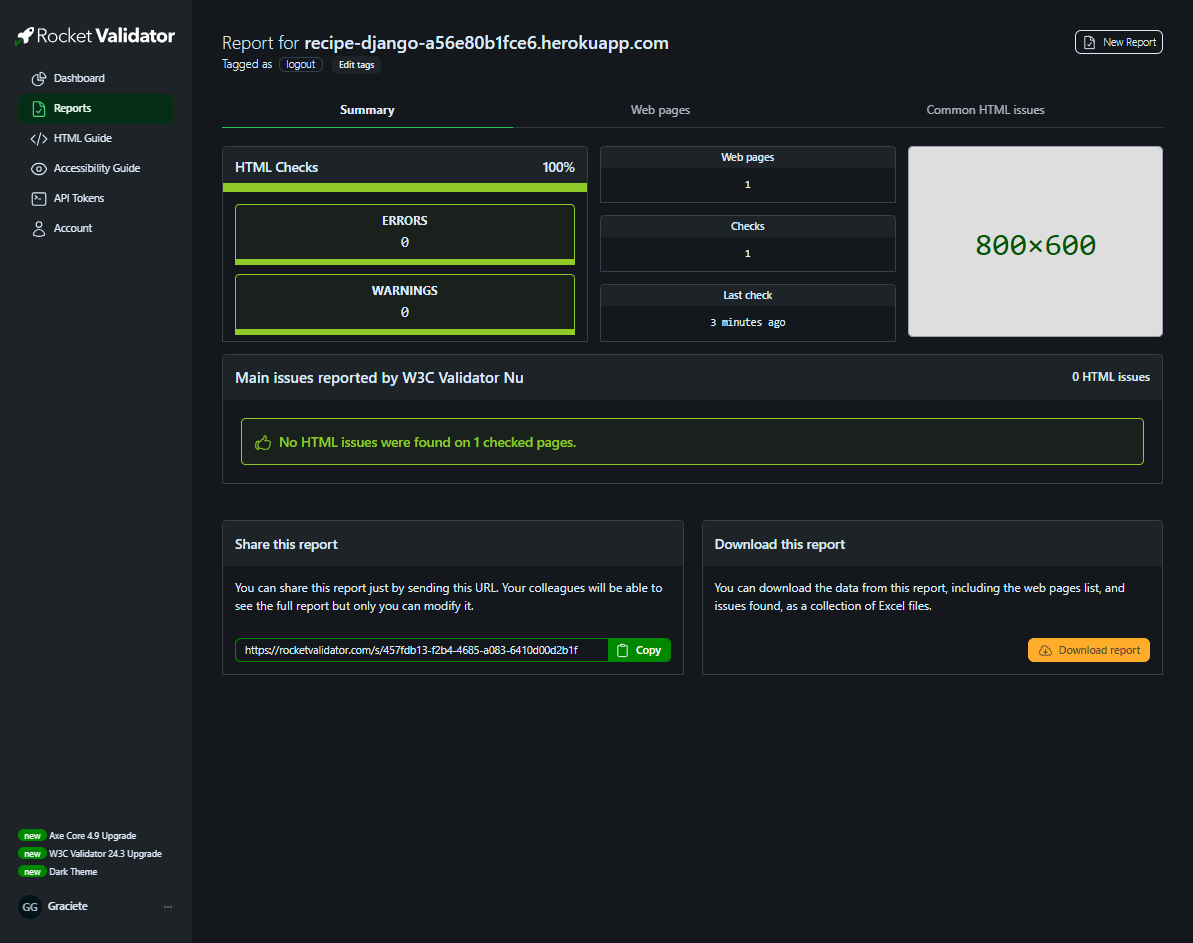 Rocket Validator
Dashboard
Reports
HTML Guide
Accessibility Guide
API Tokens
Account
new Axe Core 4.9 Upgrade
new W3C Validator 24.3 Upgrade
new Dark Theme
GG Graciete ...
Report for recipe-django-a56e80b1fce6.herokuapp.com
New Report
Tagged as logout Edit tags
Summary Web pages Common HTML issues
HTML Checks 100%
ERRORS
0
WARNINGS
0
Web pages
1
Checks
1
Last check
3 minutes ago
800×600
Main issues reported by W3C Validator Nu 0 HTML issues
No HTML issues were found on 1 checked pages.
Share this report
You can share this report just by sending this URL. Your colleagues will be able to
see the full report but only you can modify it.
https://rocketvalidator.com/s/457fdb13-f2b4-4685-a083-6410d00d2b1f Copy
Download this report
You can download the data from this report, including the web pages list, and
issues found, as a collection of Excel files.
Download report